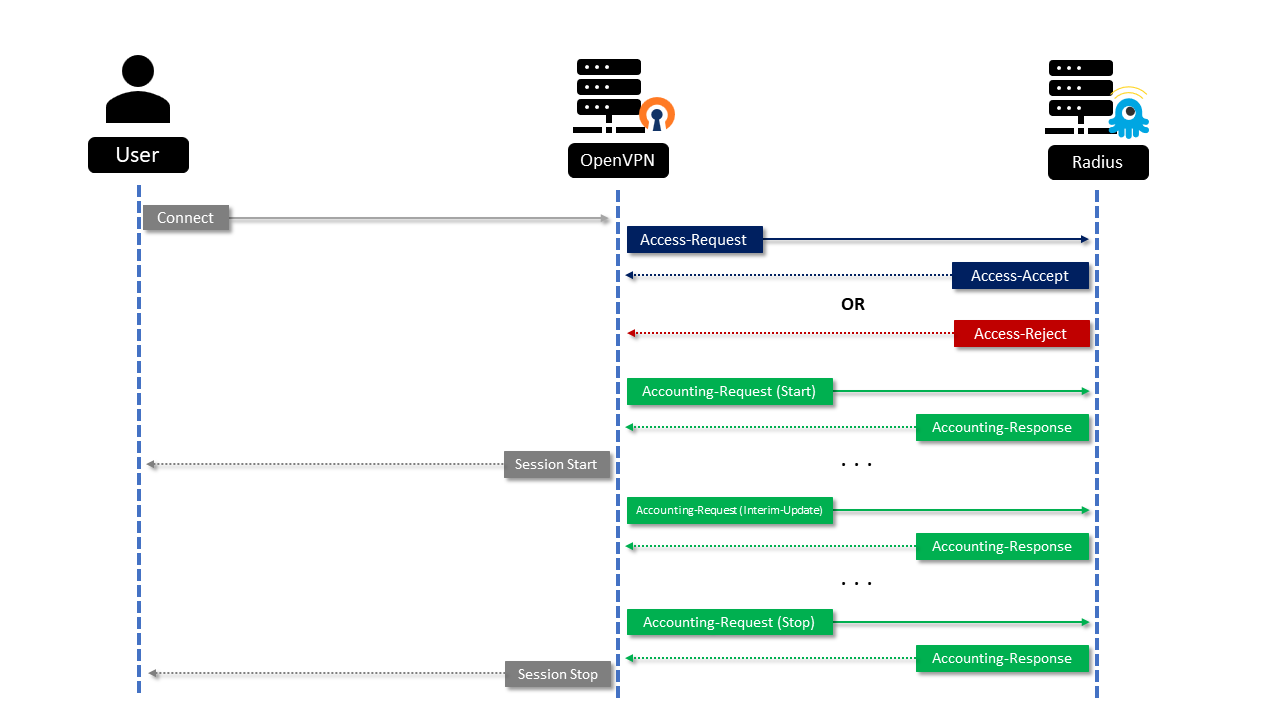 User
OpenVPN
Radius
Connect
Access-Request
Access-Accept
OR
Access-Reject
Accounting-Request (Start)
Accounting-Response
Session Start
. . .
Accounting-Request (Interim-Update)
Accounting-Response
. . .
Accounting-Request (Stop)
Accounting-Response
Session Stop